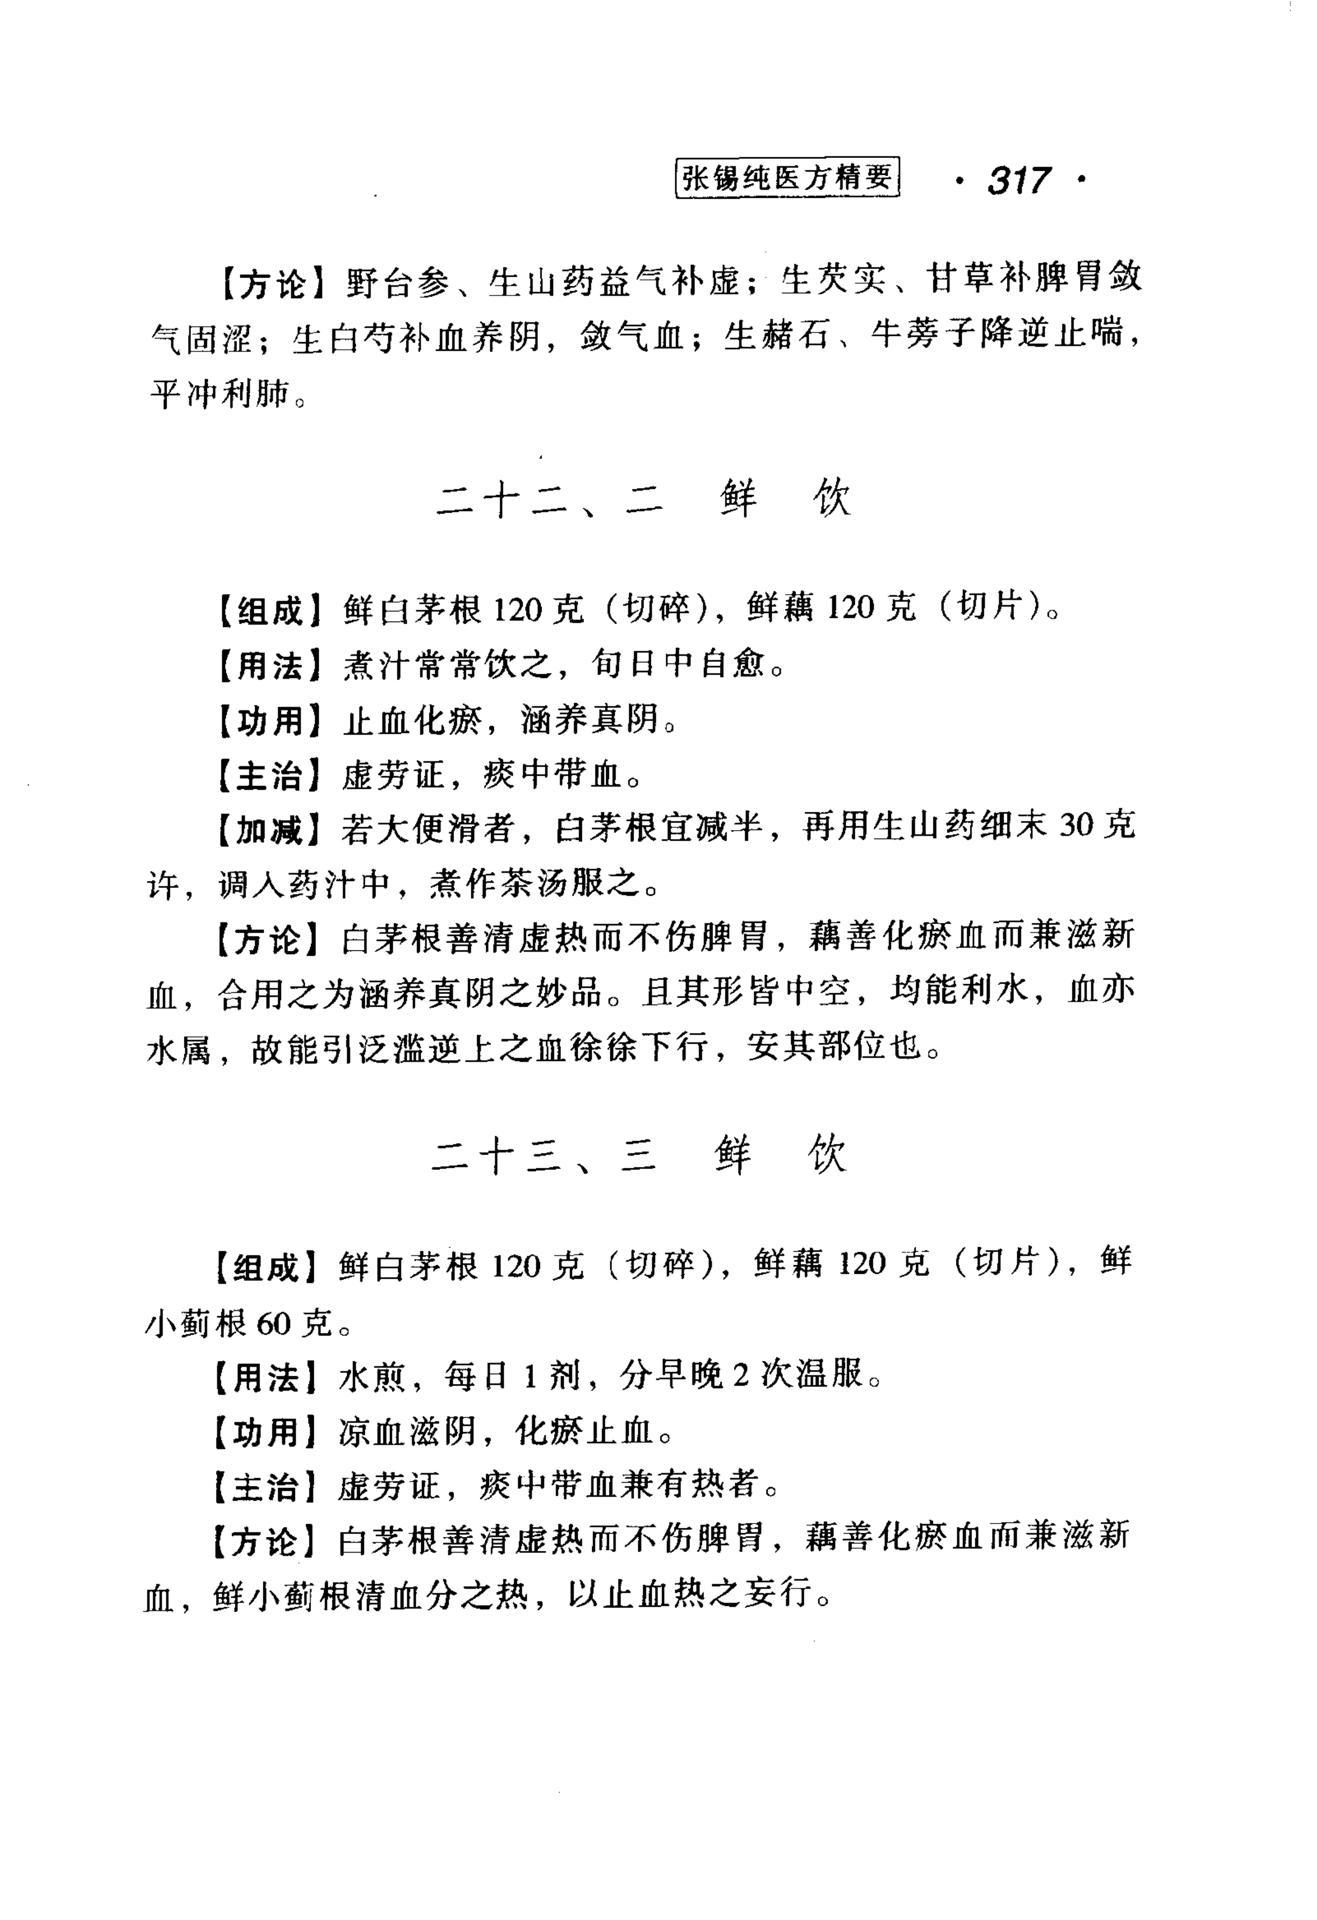 张锡纯医方精要 · 317 ·
【方论】野台参、生山药益气补虚；生芡实、甘草补脾胃敛
气固涩；生白芍补血养阴，敛气血；生赭石、牛蒡子降逆止喘，
平冲利肺。
二十二、二 鲜 饮
【组成】鲜白茅根120克（切碎），鲜藕120克（切片）。
【用法】煮汁常常饮之，旬日中自愈。
【功用】止血化瘀，涵养真阴。
【主治】虚劳证，痰中带血。
【加减】若大便滑者，白茅根宜减半，再用生山药细末30克
许，调入药汁中，煮作茶汤服之。
【方论】白茅根善清虚热而不伤脾胃，藕善化瘀血而兼滋新
血，合用之为涵养真阴之妙品。且其形皆中空，均能利水，血亦
水属，故能引泛滥逆上之血徐徐下行，安其部位也。
二十三、三 鲜 饮
【组成】鲜白茅根120克（切碎），鲜藕120克（切片），鲜
小蓟根60克。
【用法】水煎，每日1剂，分早晚2次温服。
【功用】凉血滋阴，化瘀止血。
【主治】虚劳证，痰中带血兼有热者。
【方论】白茅根善清虚热而不伤脾胃，藕善化瘀血而兼滋新
血，鲜小蓟根清血分之热，以止血热之妄行。